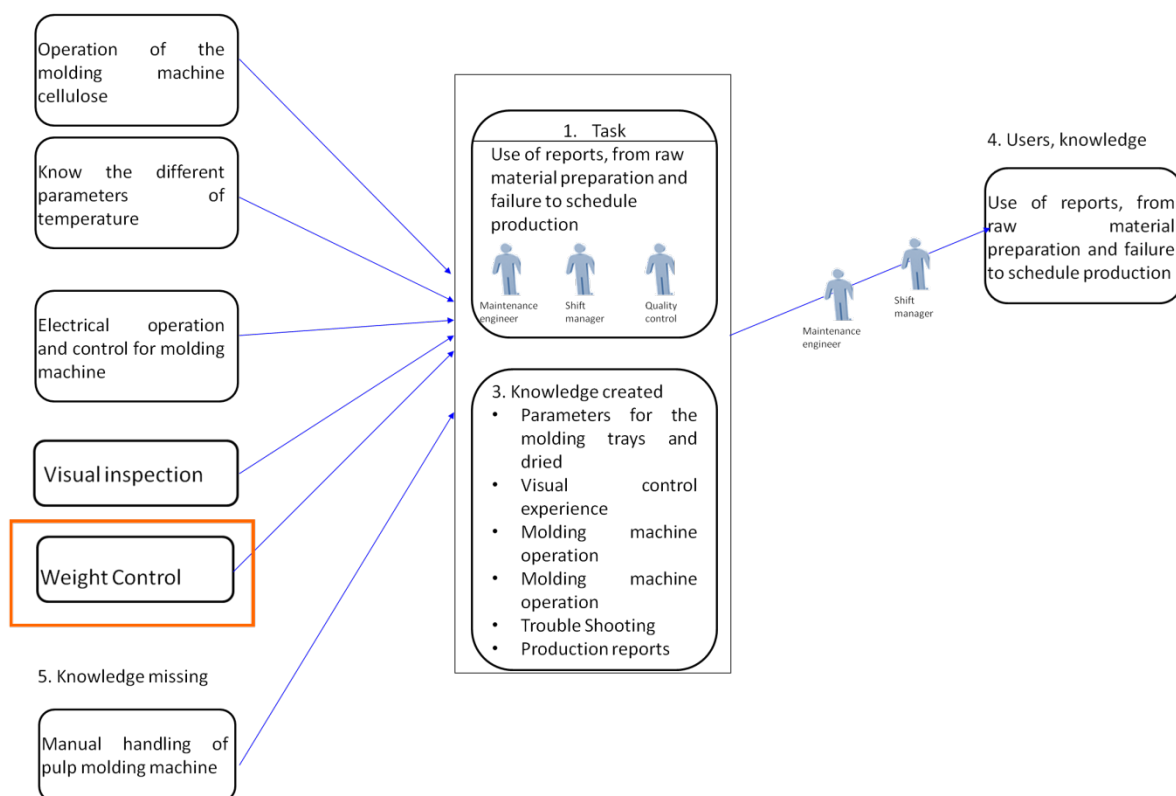 Operation of the
molding machine
cellulose
Know the different
parameters of
temperature
Electrical operation
and control for molding
machine
Visual inspection
Weight Control
5. Knowledge missing
Manual handling of
pulp molding machine
1. Task
Use of reports, from raw
material preparation and
failure to schedule
production
Maintenance
engineer
Shift
manager
Quality
control
3. Knowledge created
• Parameters for the
molding trays and
dried
• Visual control
experience
• Molding machine
operation
• Molding machine
operation
• Trouble Shooting
• Production reports
Maintenance
engineer
Shift
manager
4. Users, knowledge
Use of reports, from
raw material
preparation and failure
to schedule production